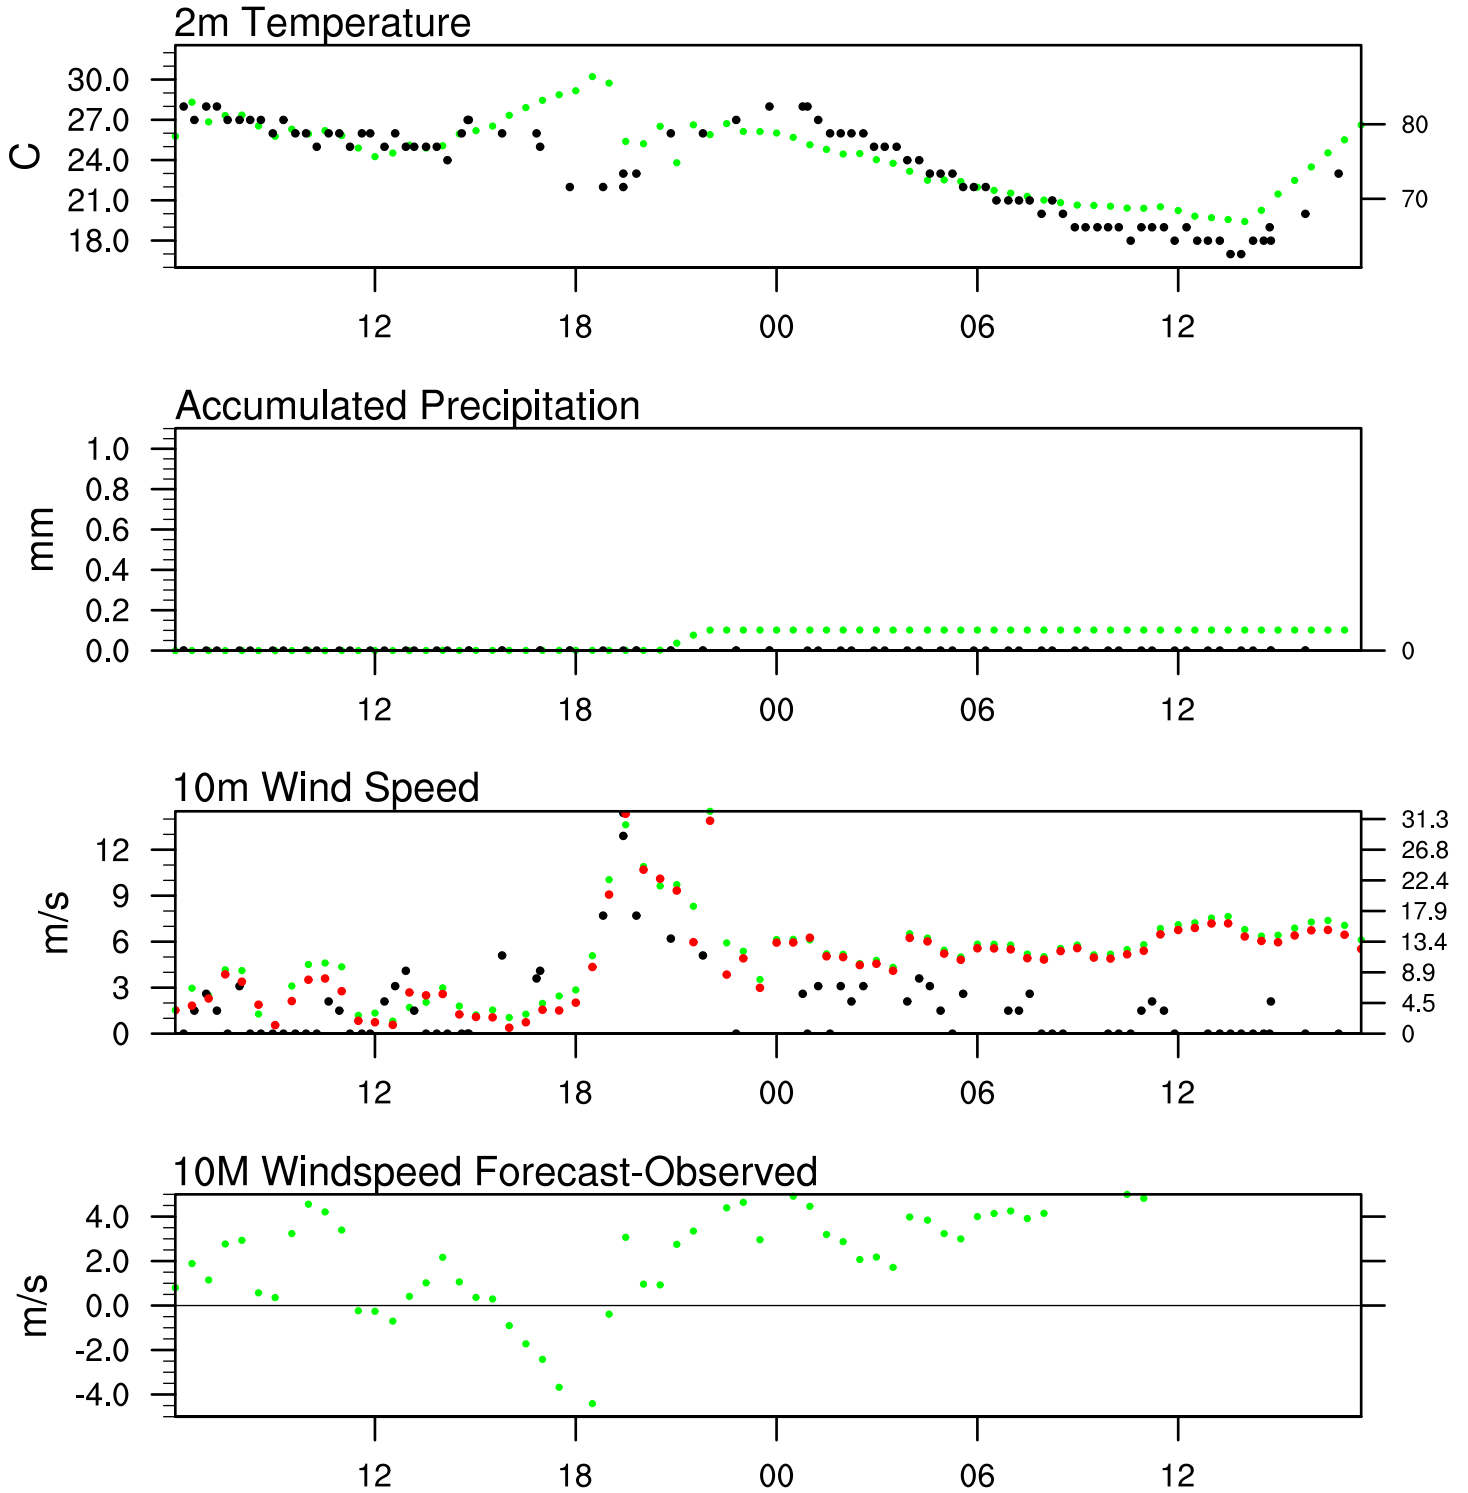 2m Temperature
C
30.0
27.0
24.0
21.0
18.0
80
70
12 18 00 06 12
Accumulated Precipitation
mm
1.0
0.8
0.6
0.4
0.2
0.0
0
12 18 00 06 12
10m Wind Speed
m/s
12
9
6
3
0
31.3
26.8
22.4
17.9
13.4
8.9
4.5
0
12 18 00 06 12
10M Windspeed Forecast-Observed
m/s
4.0
2.0
0.0
-2.0
-4.0
12 18 00 06 12